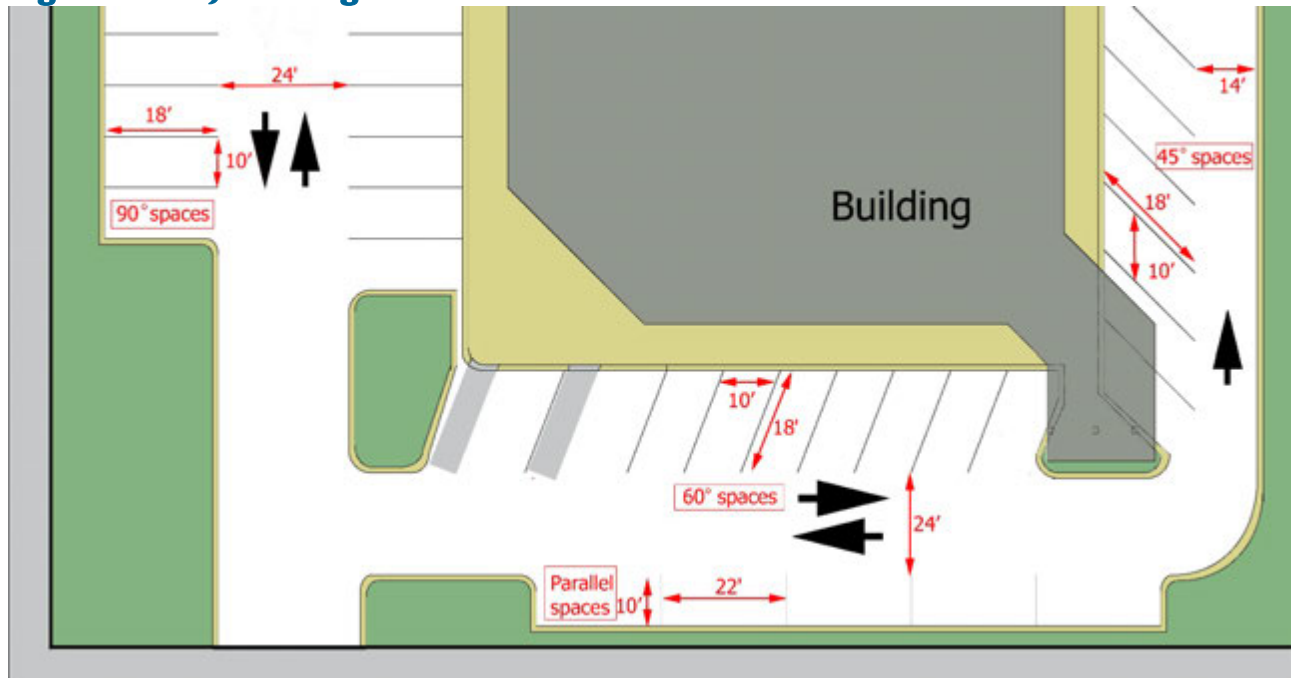 24'
14'
18'
10'
45° spaces
90° spaces
Building
18'
10'
10'
18'
60° spaces
24'
Parallel
spaces
10'
22'